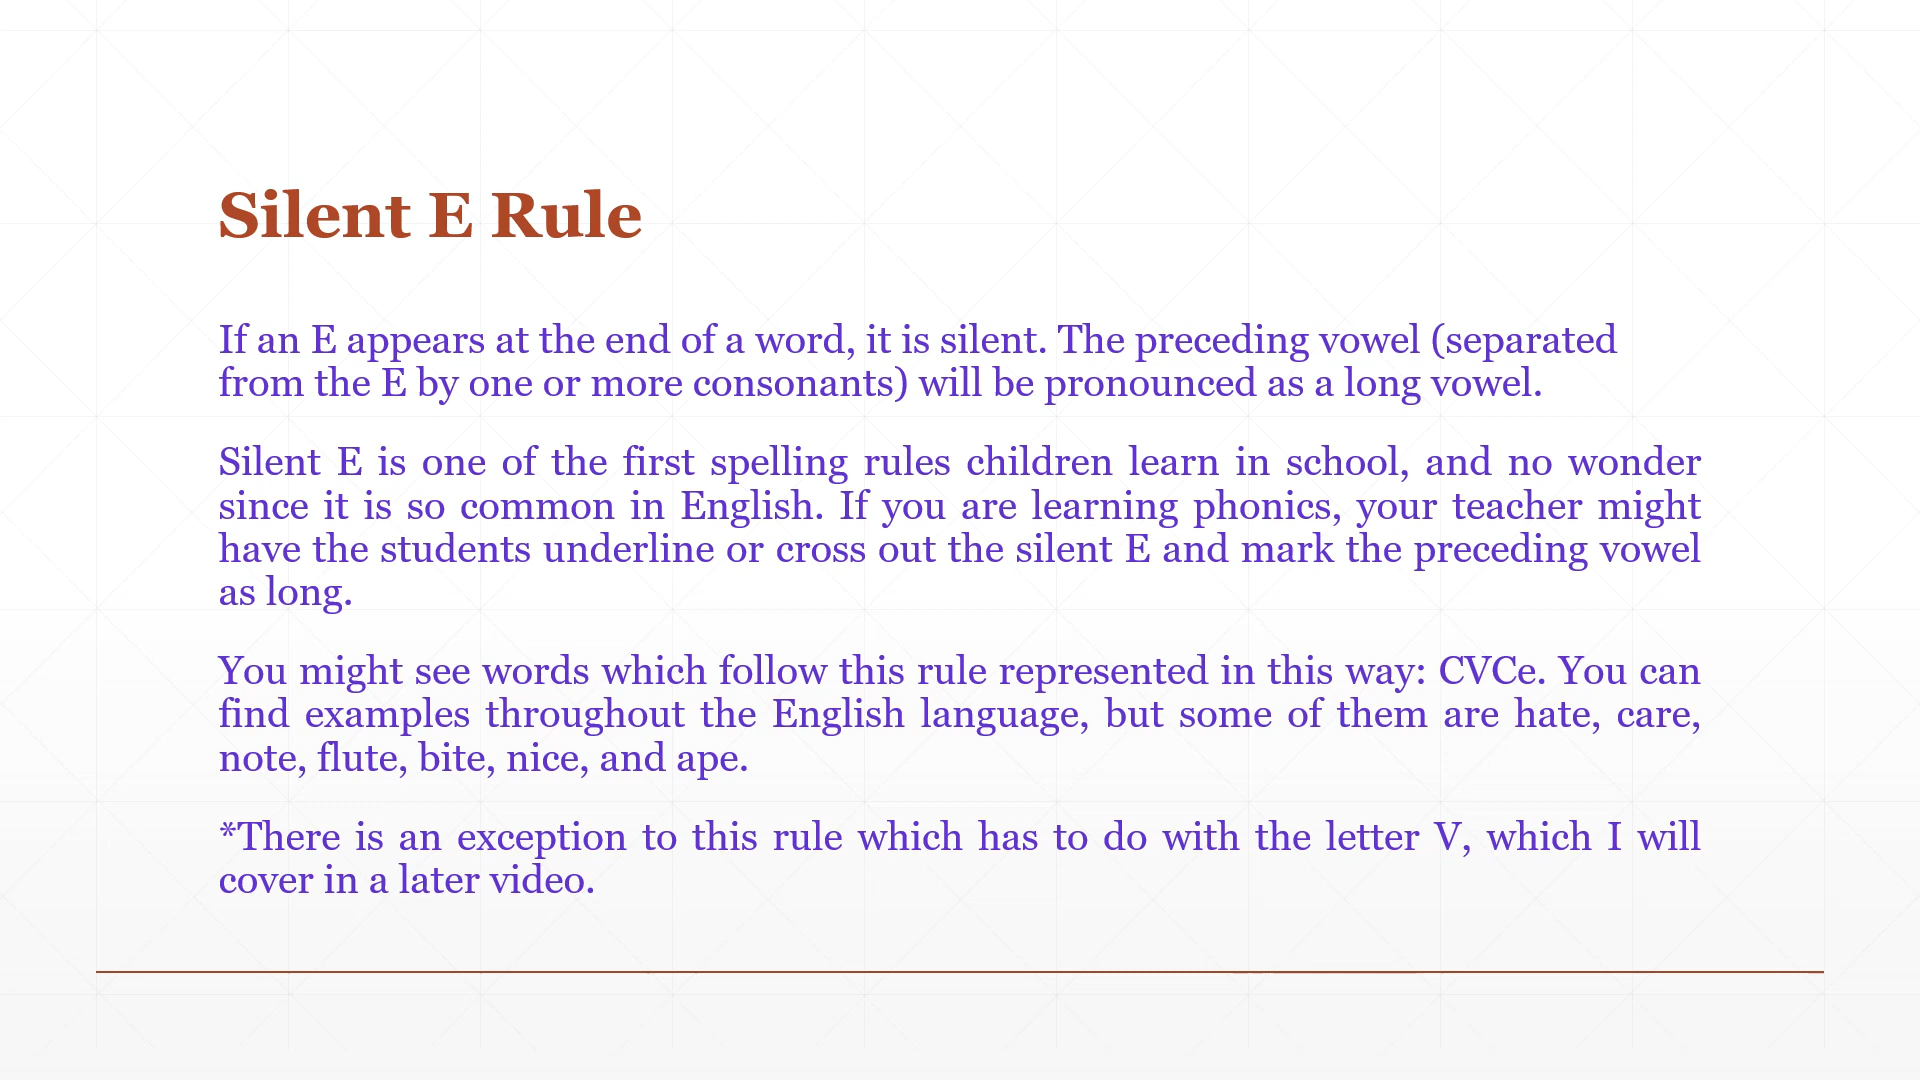 Silent E Rule
If an E appears at the end of a word, it is silent. The preceding vowel (separated
from the E by one or more consonants) will be pronounced as a long vowel.
Silent E is one of the first spelling rules children learn in school, and no wonder
since it is so common in English. If you are learning phonics, your teacher might
have the students underline or cross out the silent E and mark the preceding vowel
as long.
You might see words which follow this rule represented in this way: CVCe. You can
find examples throughout the English language, but some of them are hate, care,
note, flute, bite, nice, and ape.
*There is an exception to this rule which has to do with the letter V, which I will
cover in a later video.